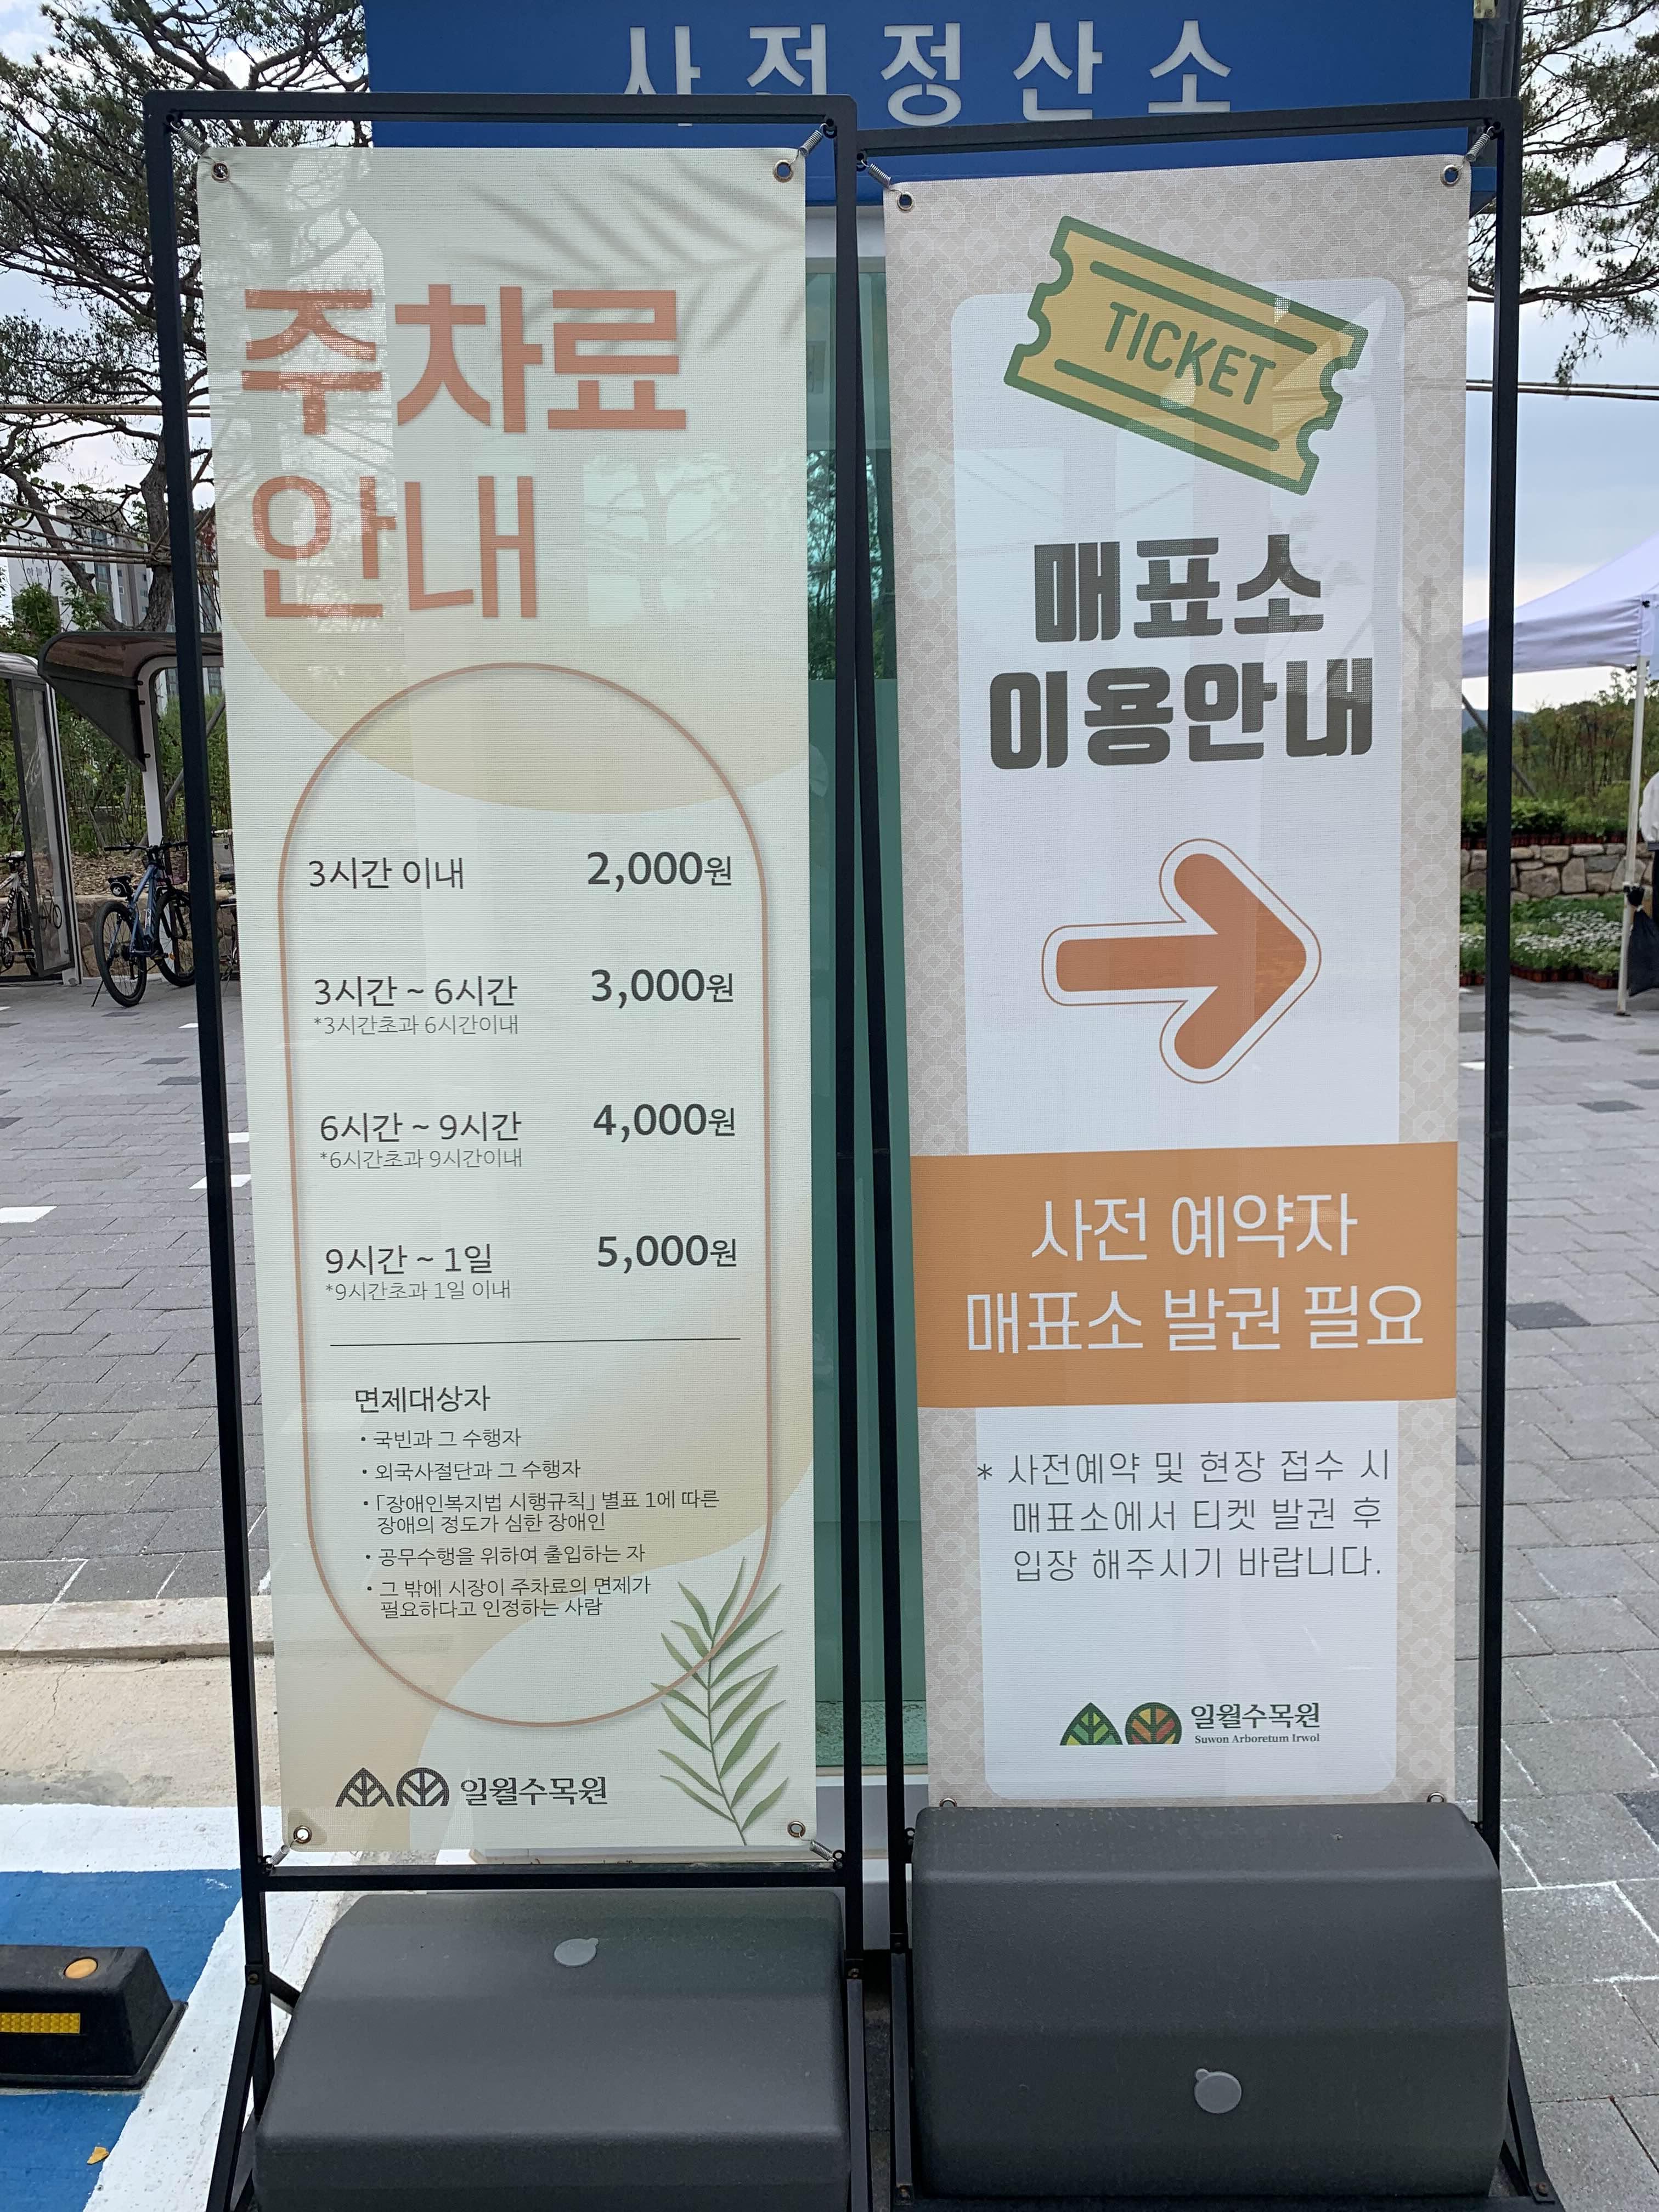 사전정산소
주차료
안내
3시간 이내 2,000원
3시간 ~ 6시간 3,000원
*3시간초과 6시간이내
6시간 ~ 9시간 4,000원
*6시간초과 9시간이내
9시간 ~ 1일 5,000원
*9시간초과 1일 이내
면제대상자
• 국빈과 그 수행자
• 외국사절단과 그 수행자
• 「장애인복지법 시행규칙」 별표 1에 따른
장애의 정도가 심한 장애인
• 공무수행을 위하여 출입하는 자
• 그 밖에 시장이 주차료의 면제가
필요하다고 인정하는 사람
일월수목원
TICKET
매표소
이용안내
사전 예약자
매표소 발권 필요
* 사전예약 및 현장 접수 시
매표소에서 티켓 발권 후
입장 해주시기 바랍니다.
일월수목원
Suwon Arboretum Irwol